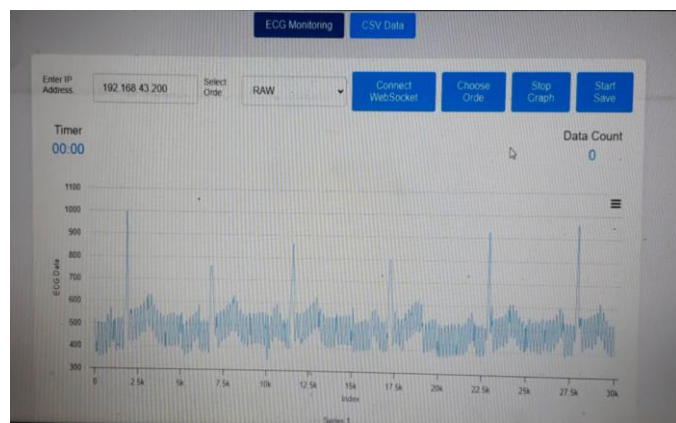 ECG Monitoring CSV Data
Enter IP
Address.
192.168.43.200
Select
Orde
RAW
Connect
WebSocket
Choose
Orde
Stop
Graph
Start
Save
Timer
00:00
Data Count
0
1100
1000
900
800
700
600
500
400
300
ECG Data
0 2.5k 5k 7.5k 10k 12.5k 15k 17.5k 20k 22.5k 25k 27.5k 30k
Index
Series 1